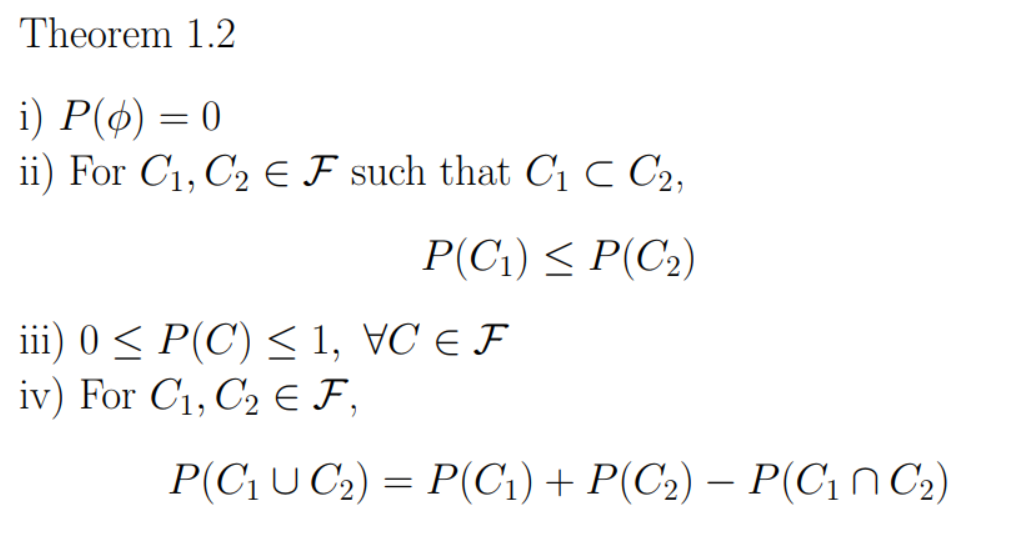 Theorem 1.2
i) P(ϕ) = 0
ii) For C₁, C₂ ∈ ℱ such that C₁ ⊂ C₂,
P(C₁) ≤ P(C₂)
iii) 0 ≤ P(C) ≤ 1, ∀C ∈ ℱ
iv) For C₁, C₂ ∈ ℱ,
P(C₁ ∪ C₂) = P(C₁) + P(C₂) − P(C₁ ∩ C₂)